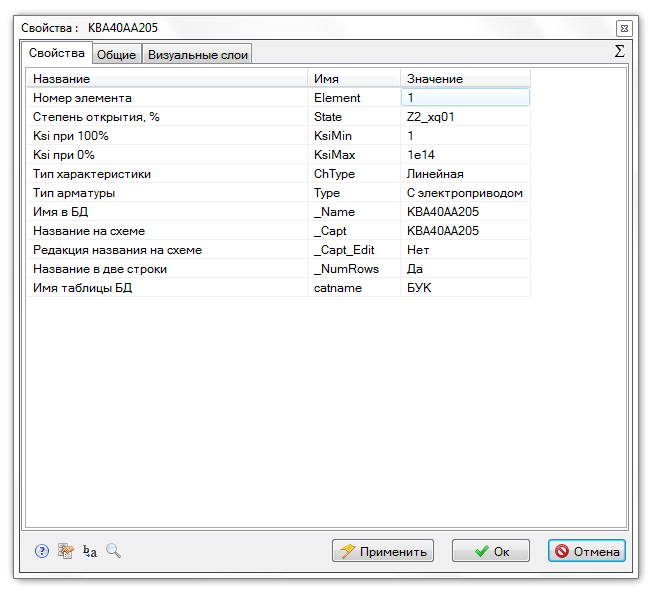 Свойства : KBA40AA205
Свойства Общие Визуальные слои Σ
Название Имя Значение
Номер элемента Element 1
Степень открытия, % State Z2_xq01
Ksi при 100% KsiMin 1
Ksi при 0% KsiMax 1e14
Тип характеристики ChType Линейная
Тип арматуры Type С электроприводом
Имя в БД _Name KBA40AA205
Название на схеме _Capt KBA40AA205
Редакция названия на схеме _Capt_Edit Нет
Название в две строки _NumRows Да
Имя таблицы БД catname БУК
? ba Применить Ок Отмена